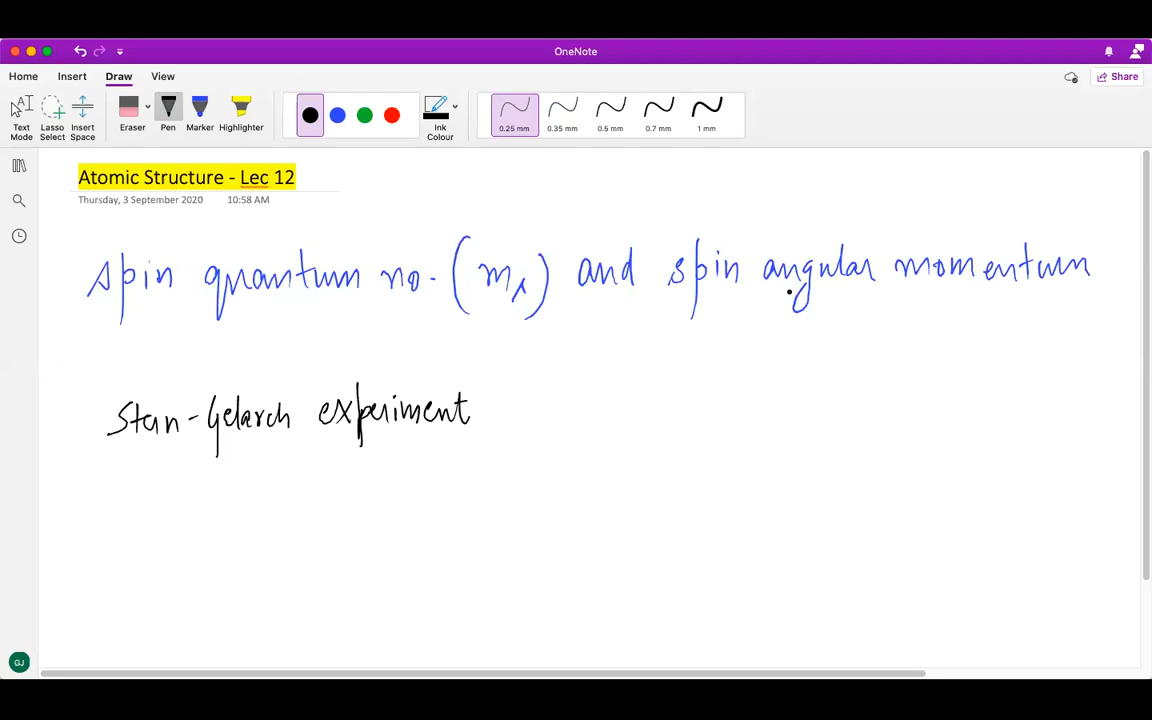 OneNote
Home Insert Draw View
Share
Text Mode
Lasso Select
Insert Space
Eraser
Pen
Marker
Highlighter
Ink Colour
0.25 mm
0.35 mm
0.5 mm
0.7 mm
1 mm
Atomic Structure - Lec 12
Thursday, 3 September 2020 10:58 AM
spin quantum no. (ms) and spin angular momentum
Stern-Gelarch experiment
GJ